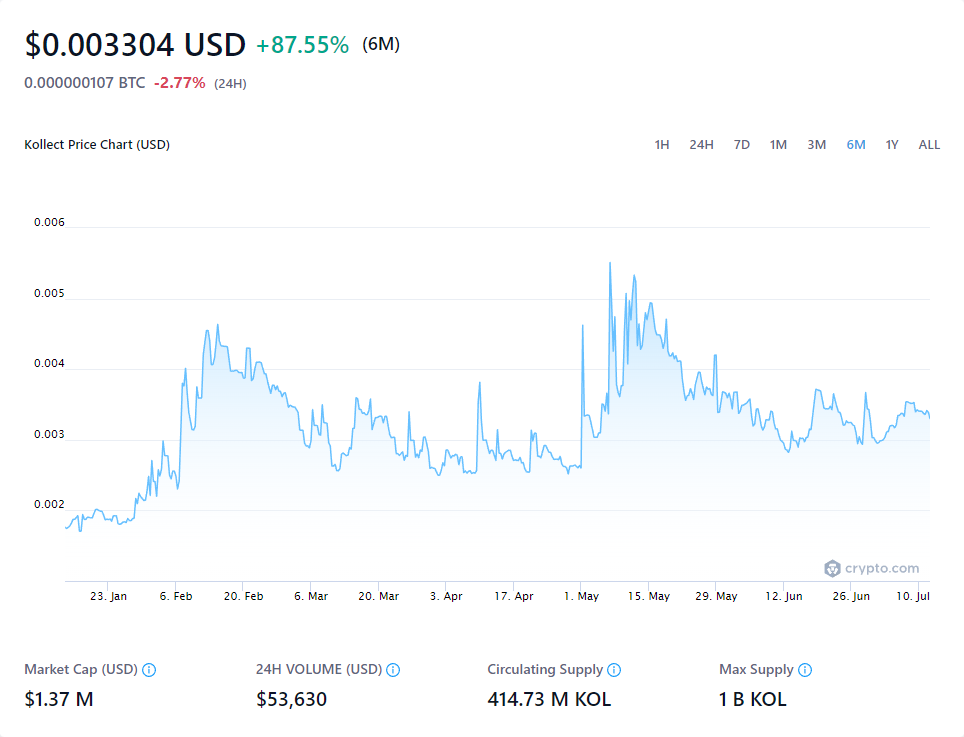 $0.003304 USD +87.55% (6M)
0.000000107 BTC -2.77% (24H)
Kollect Price Chart (USD) 1H 24H 7D 1M 3M 6M 1Y ALL
0.006
0.005
0.004
0.003
0.002
crypto.com
23. Jan 6. Feb 20. Feb 6. Mar 20. Mar 3. Apr 17. Apr 1. May 15. May 29. May 12. Jun 26. Jun 10. Jul
Market Cap (USD) 24H VOLUME (USD) Circulating Supply Max Supply
$1.37 M $53,630 414.73 M KOL 1 B KOL